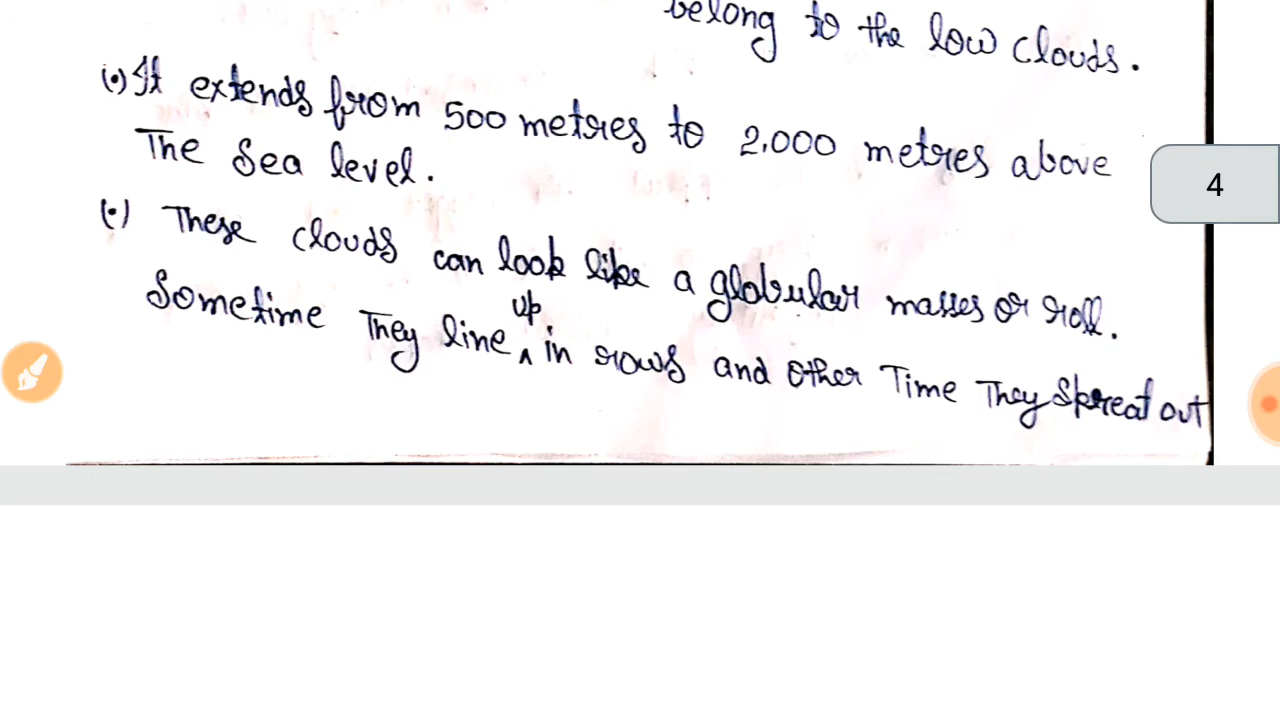 belong to the low clouds.
(•) It extends from 500 metres to 2,000 metres above
The Sea level.
(•) These clouds can look like a globular masses or roll.
Sometime They line up in rows and other Time They Spreat out
4